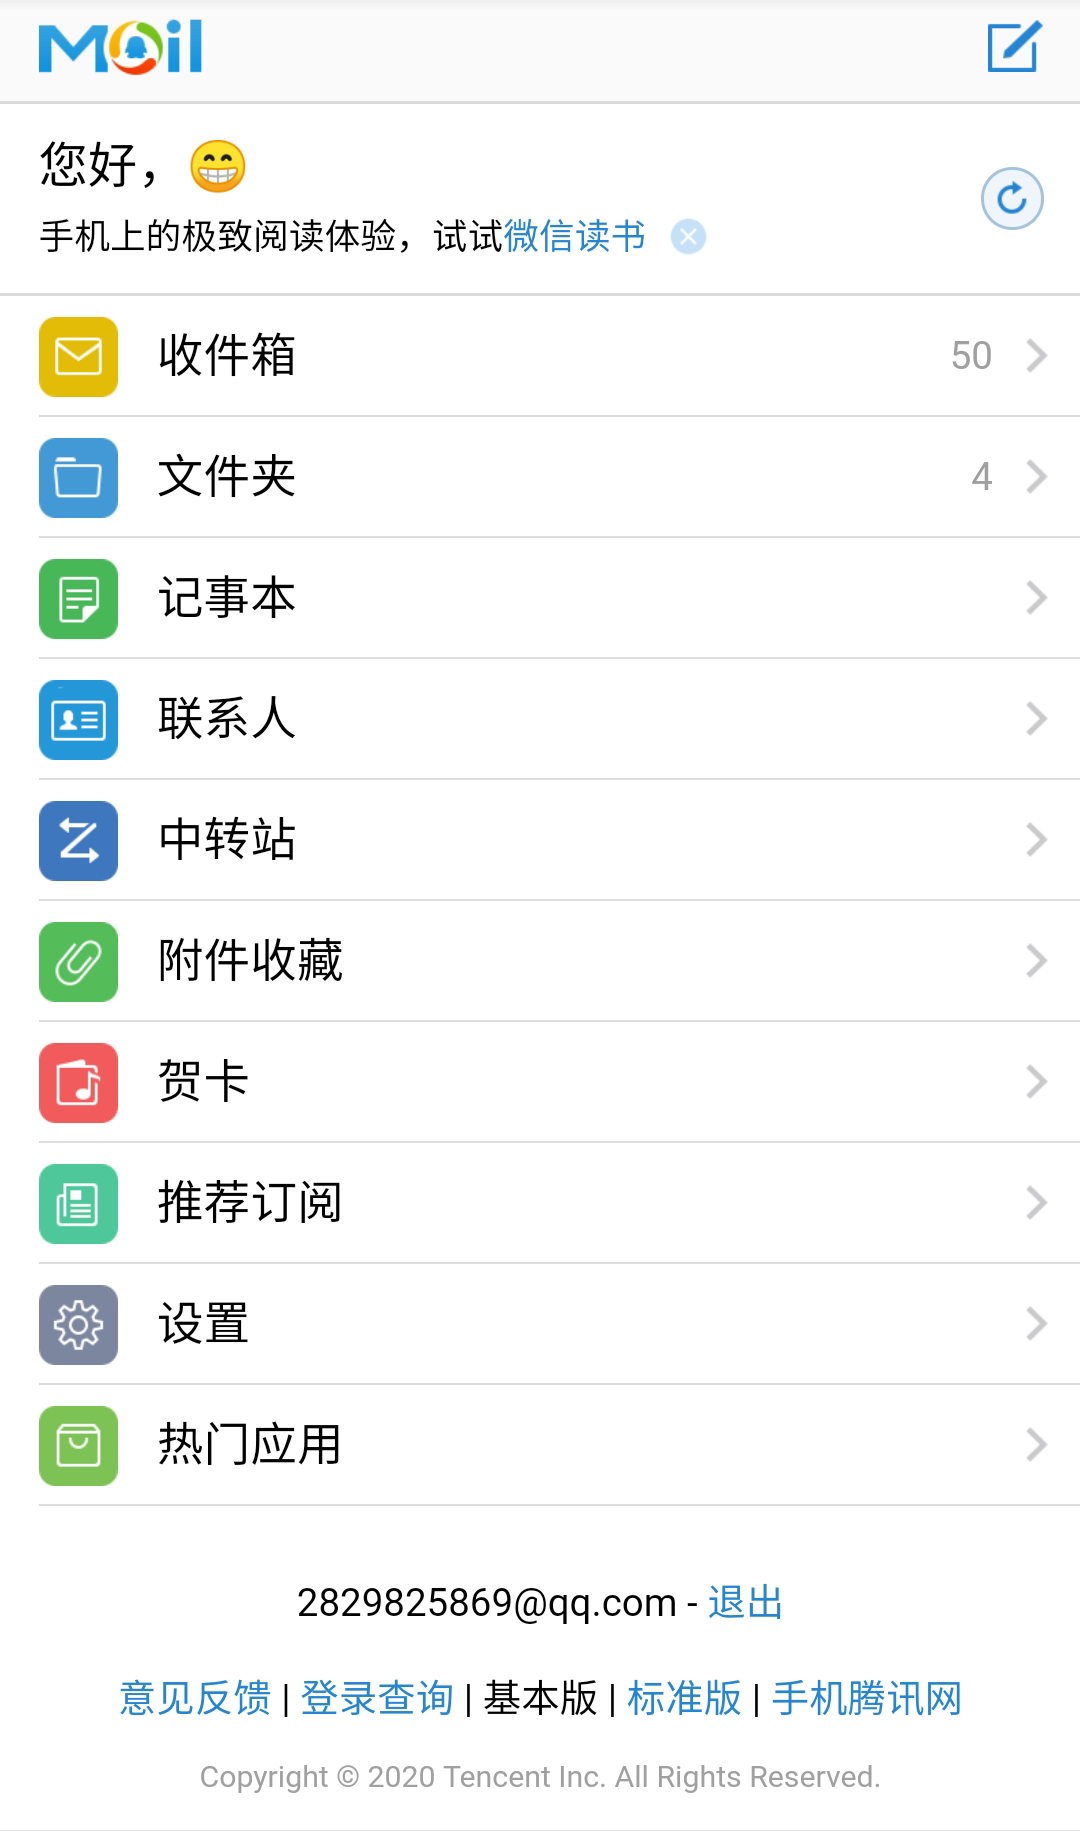 Mail
您好，😁
手机上的极致阅读体验，试试微信读书
收件箱 50
文件夹 4
记事本
联系人
中转站
附件收藏
贺卡
推荐订阅
设置
热门应用
2829825869@qq.com - 退出
意见反馈 | 登录查询 | 基本版 | 标准版 | 手机腾讯网
Copyright © 2020 Tencent Inc. All Rights Reserved.